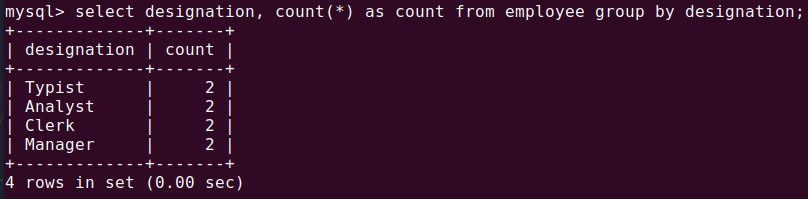 mysql> select designation, count(*) as count from employee group by designation;
+-------------+-------+
| designation | count |
+-------------+-------+
| Typist      |     2 |
| Analyst     |     2 |
| Clerk       |     2 |
| Manager     |     2 |
+-------------+-------+
4 rows in set (0.00 sec)